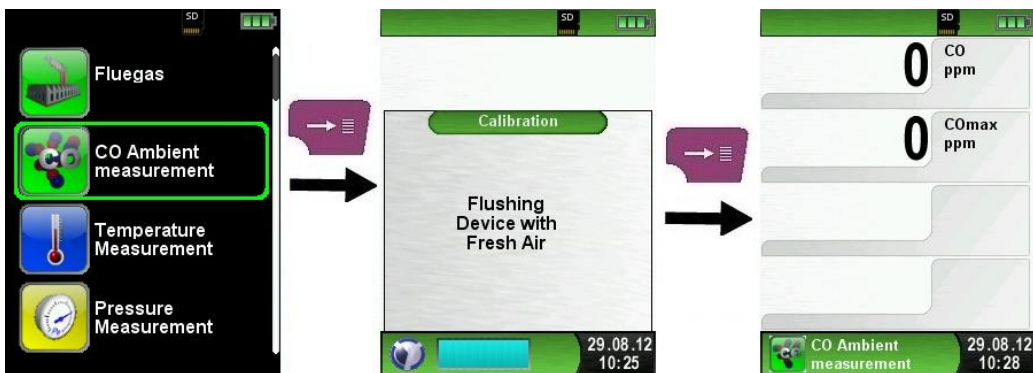 SD
Fluegas
CO Ambient
measurement
Temperature
Measurement
Pressure
Measurement
SD
Calibration
Flushing
Device with
Fresh Air
29.08.12
10:25
SD
0 CO
ppm
0 COmax
ppm
CO Ambient
measurement
29.08.12
10:28